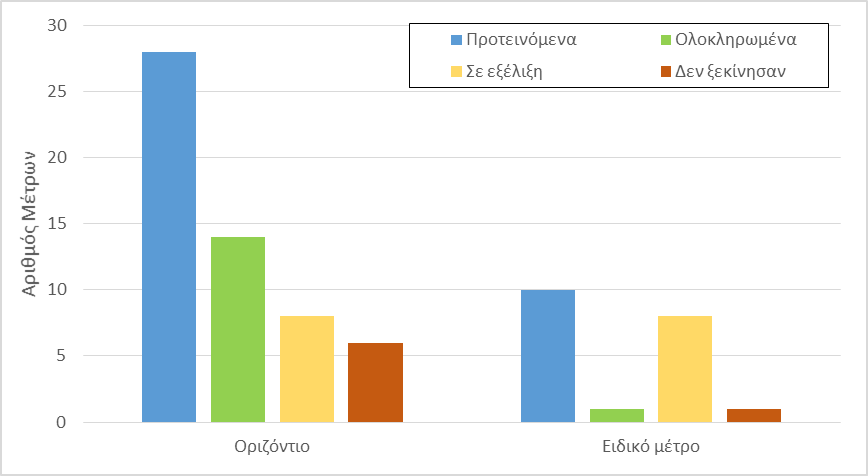 30
25
20
15
10
5
0
Αριθμός Μέτρων
Προτεινόμενα
Ολοκληρωμένα
Σε εξέλιξη
Δεν ξεκίνησαν
Οριζόντιο
Ειδικό μέτρο